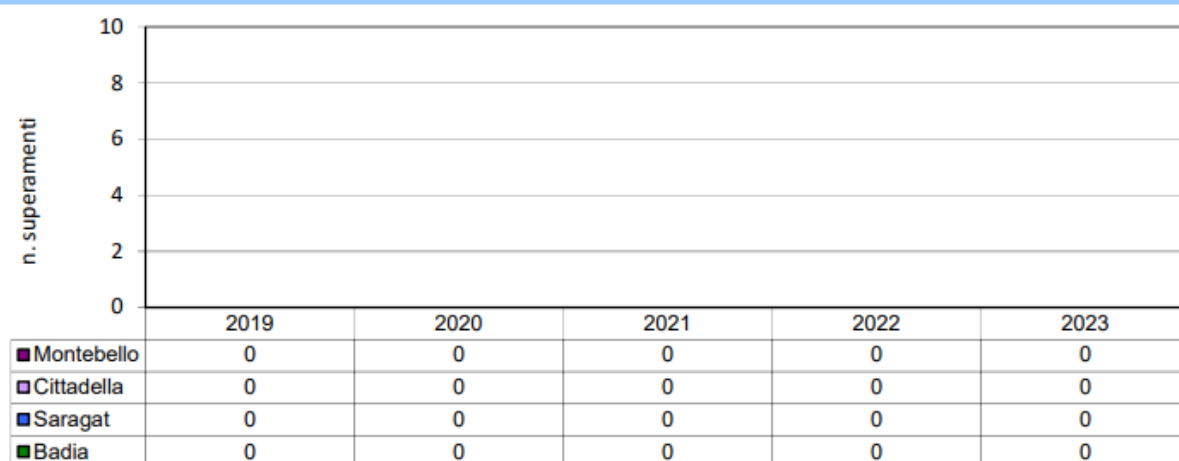 10
8
6
4
2
0
n. superamenti
2019 2020 2021 2022 2023
Montebello 0 0 0 0 0
Cittadella 0 0 0 0 0
Saragat 0 0 0 0 0
Badia 0 0 0 0 0